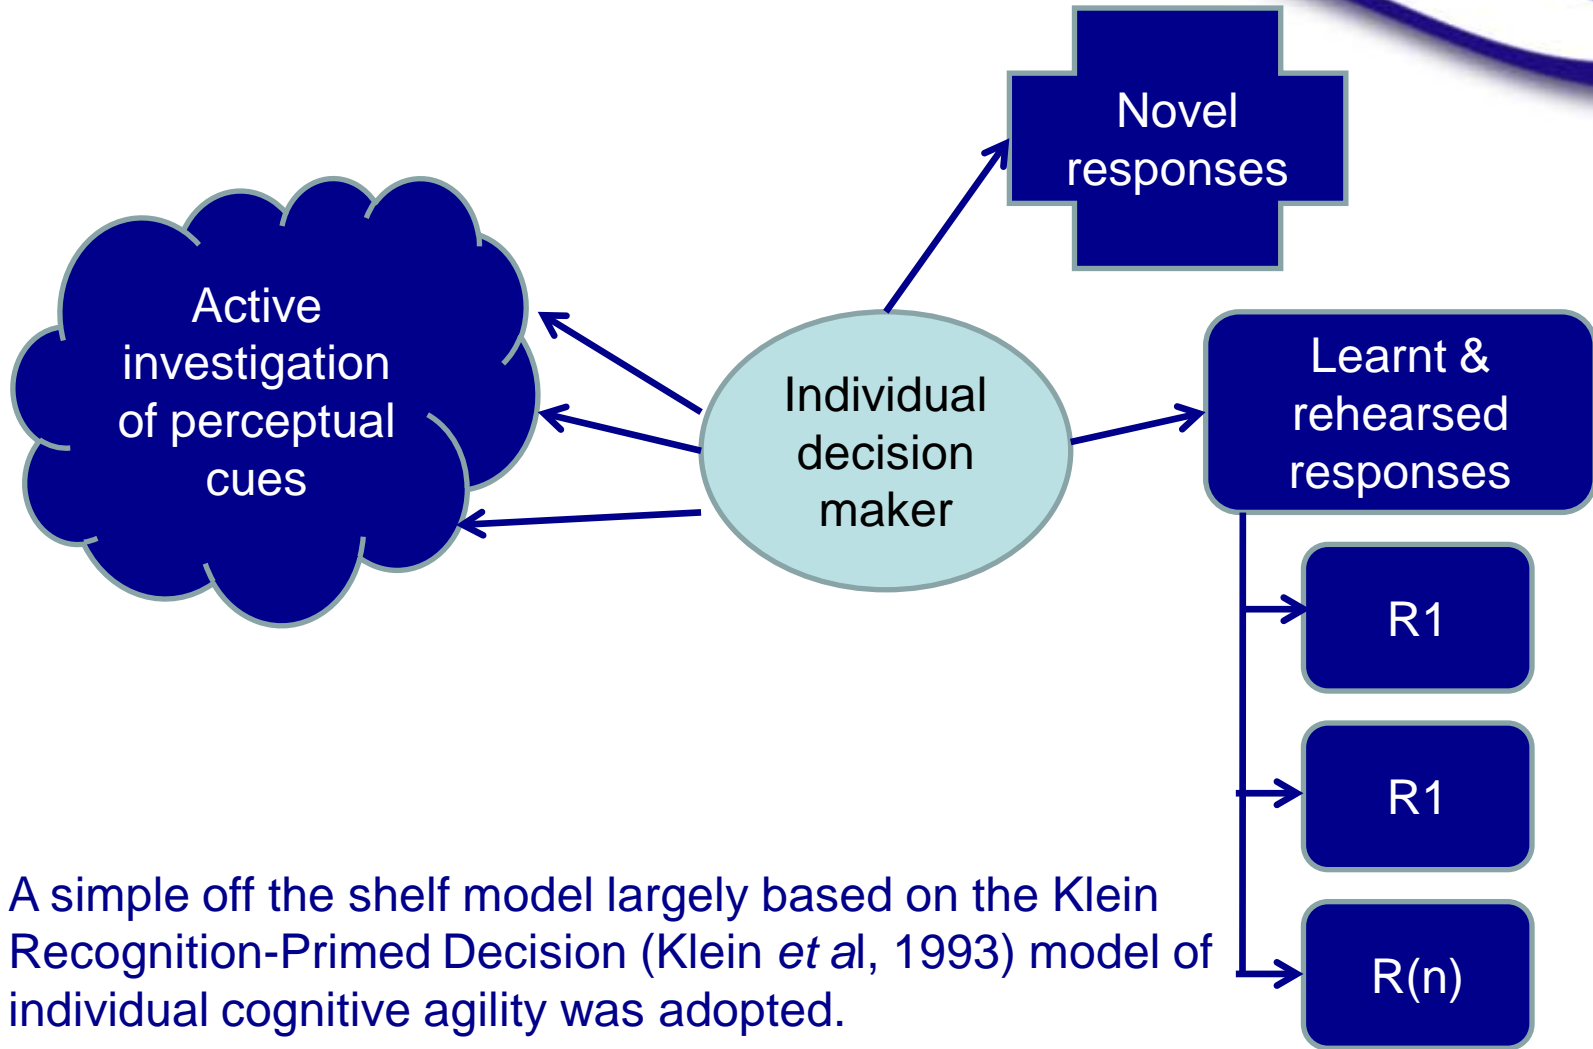 Novel
responses
Active
investigation
of perceptual
cues
Individual
decision
maker
Learnt &
rehearsed
responses
R1
R1
R(n)
A simple off the shelf model largely based on the Klein
Recognition-Primed Decision (Klein et al, 1993) model of
individual cognitive agility was adopted.